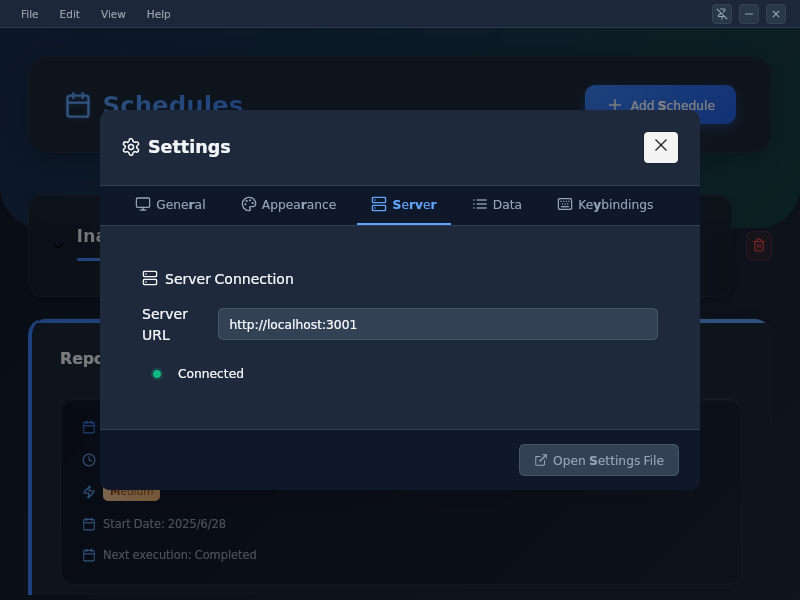 File Edit View Help
Schedules
Add Schedule
Settings
General Appearance Server Data Keybindings
Ina
Server Connection
Server
URL
http://localhost:3001
Repo
Connected
Open Settings File
Medium
Start Date: 2025/6/28
Next execution: Completed